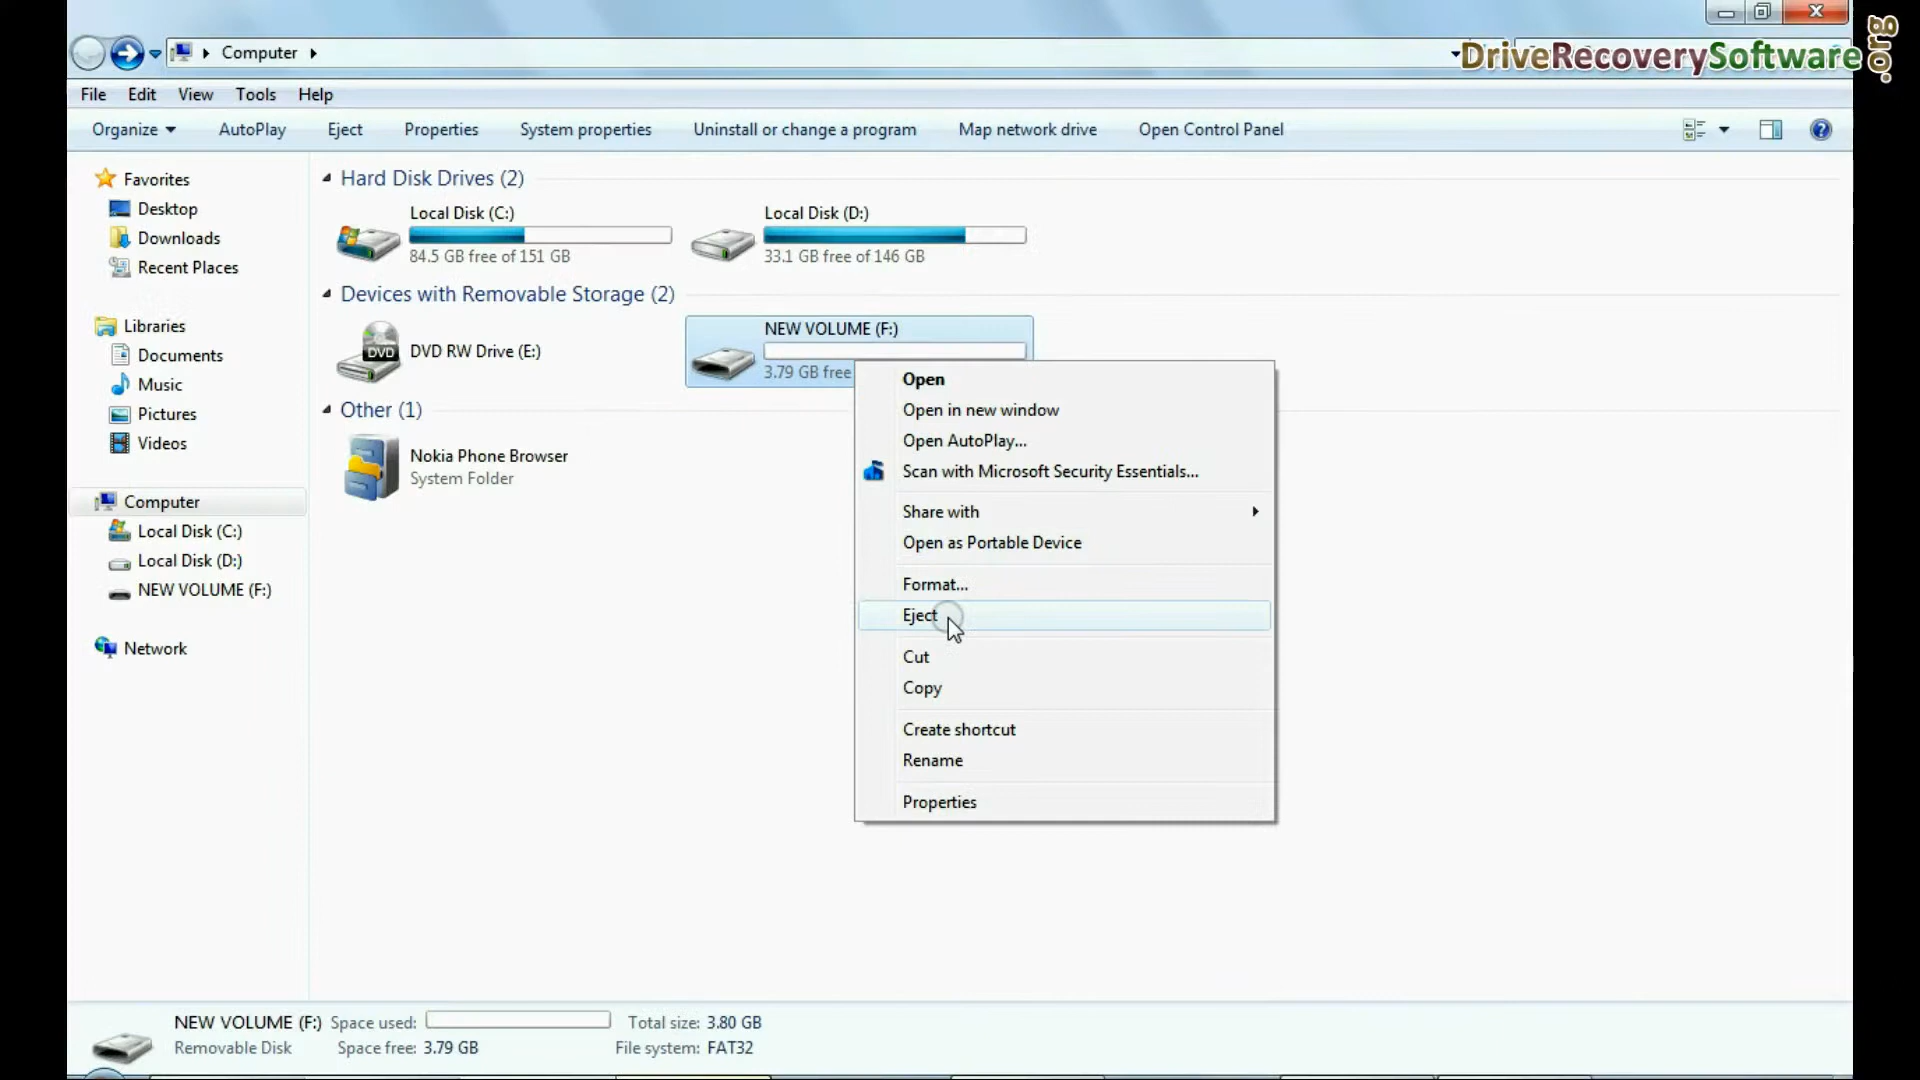 Computer
DriveRecoverySoftware.org
File Edit View Tools Help
Organize AutoPlay Eject Properties System properties Uninstall or change a program Map network drive Open Control Panel
Favorites
Desktop
Downloads
Recent Places
Libraries
Documents
Music
Pictures
Videos
Computer
Local Disk (C:)
Local Disk (D:)
NEW VOLUME (F:)
Network
Hard Disk Drives (2)
Local Disk (C:)
84.5 GB free of 151 GB
Local Disk (D:)
33.1 GB free of 146 GB
Devices with Removable Storage (2)
DVD
DVD RW Drive (E:)
NEW VOLUME (F:)
3.79 GB free
Other (1)
Nokia Phone Browser
System Folder
Open
Open in new window
Open AutoPlay...
Scan with Microsoft Security Essentials...
Share with
Open as Portable Device
Format...
Eject
Cut
Copy
Create shortcut
Rename
Properties
NEW VOLUME (F:) Space used: Total size: 3.80 GB
Removable Disk Space free: 3.79 GB File system: FAT32